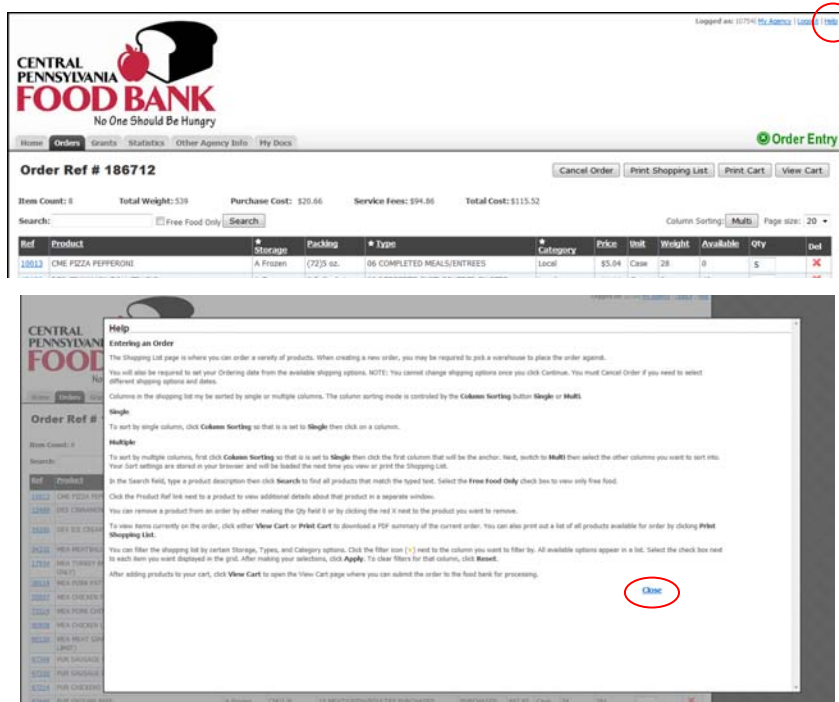 Logged as: 10754| My Agency | Logout | Help
CENTRAL
PENNSYLVANIA
FOOD BANK
No One Should Be Hungry
Home Orders Grants Statistics Other Agency Info My Docs
Order Entry
Order Ref # 186712
Cancel Order Print Shopping List Print Cart View Cart
Item Count: 8 Total Weight: 539 Purchase Cost: $20.66 Service Fees: $94.86 Total Cost: $115.52
Search: Free Food Only Search Column Sorting: Multi Page size: 20
Ref Product Storage Packing Type Category Price Unit Weight Available Qty Del
10013 CME PIZZA PEPPERONI A Frozen (72)5 oz. 06 COMPLETED MEALS/ENTREES Local $5.04 Case 28 0 5
CENTRAL
PENNSYLVANI
FOO
No
Order Ref #
Item Count: 8
Search:
Ref Product
Help
Entering an Order
The Shopping List page is where you can order a varety of products. When creating a new order, you may be required to pick a warehouse to place the order against.
You will also be required to set your Ordering date from the available shipping options. NOTE: You cannot change shipping options once you click Continue. You must Cancel Order if you need to select
different shipping options and dates.
Columns in the shopping list my be sorted by single or multiple columns. The column sorting mode is controled by the Column Sorting button Single or Multi.
Single
To sort by single column, click Column Sorting so that is is set to Single then click on a column.
Multiple
To sort by multiple columns, first click Column Sorting so that is is set to Single then click the first column that will be the anchor. Next, switch to Multi then select the other columns you want to sort into.
Your Sort settings are stored in your browser and will be loaded the next time you view or print the Shopping List.
In the Search field, type a product description then click Search to find all products that match the typed text. Select the Free Food Only check box to view only free food.
Click the Product Ref link next to a product to view additional details about that product in a separate window.
You can remove a product from an order by either making the Qty field 0 or by clicking the red X next to the product you want to remove.
To view items currently on the order, click either View Cart or Print Cart to download a PDF summary of the current order. You can also print out a list of all products available for order by clicking Print
Shopping List.
You can filter the shopping list by certain Storage, Types, and Category options. Click the filter icon next to the column you want to filter by. All available options appear in a list. Select the check box next
to each item you want displayed in the grid. After making your selections, click Apply. To clear filters for that column, click Reset.
After adding products to your cart, click View Cart to open the View Cart page where you can submit the order to the food bank for processing.
Close